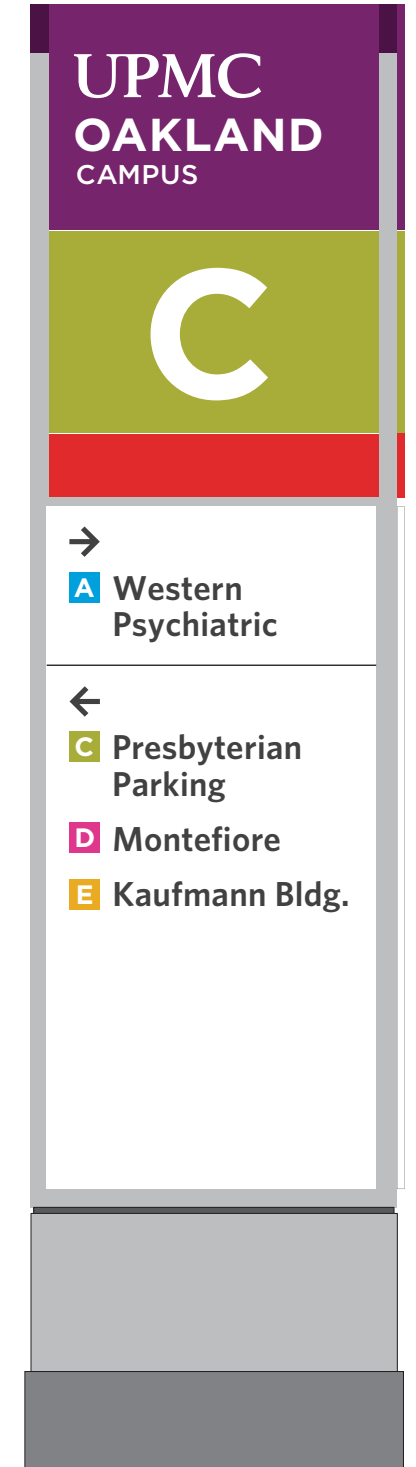 UPMC
OAKLAND
CAMPUS
C
→
A Western
Psychiatric
←
C Presbyterian
Parking
D Montefiore
E Kaufmann Bldg.